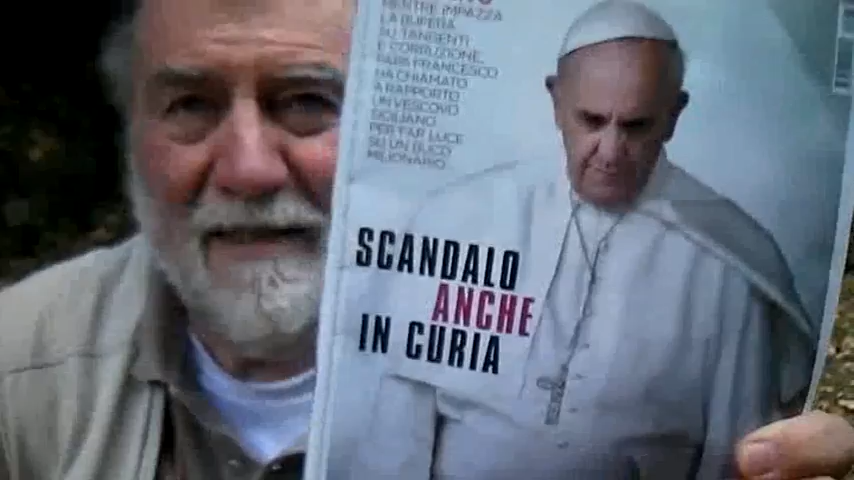 MENTRE IMPAZZA
LA BUFERA
SU TANGENTI
E CORRUZIONE,
PAPA FRANCESCO
HA CHIAMATO
A RAPPORTO
UN VESCOVO
SICILIANO
PER FAR LUCE
SU UN BUCO
MILIONARIO
SCANDALO
ANCHE
IN CURIA